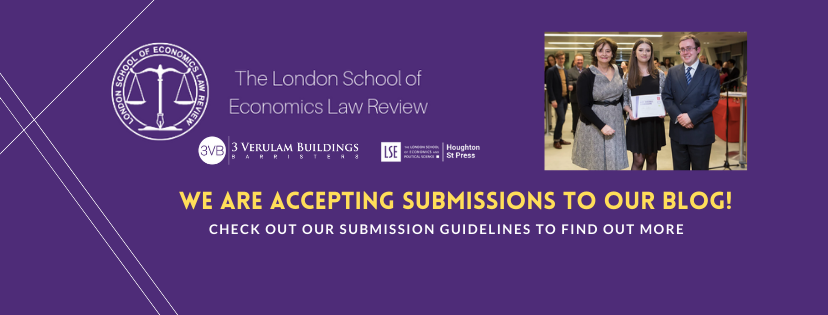 LONDON SCHOOL OF ECONOMICS LAW REVIEW
The London School of
Economics Law Review
3VB
3 VERULAM BUILDINGS
BARRISTERS
LSE
THE LONDON SCHOOL
OF ECONOMICS AND
POLITICAL SCIENCE
Houghton
St Press
WE ARE ACCEPTING SUBMISSIONS TO OUR BLOG!
CHECK OUT OUR SUBMISSION GUIDELINES TO FIND OUT MORE